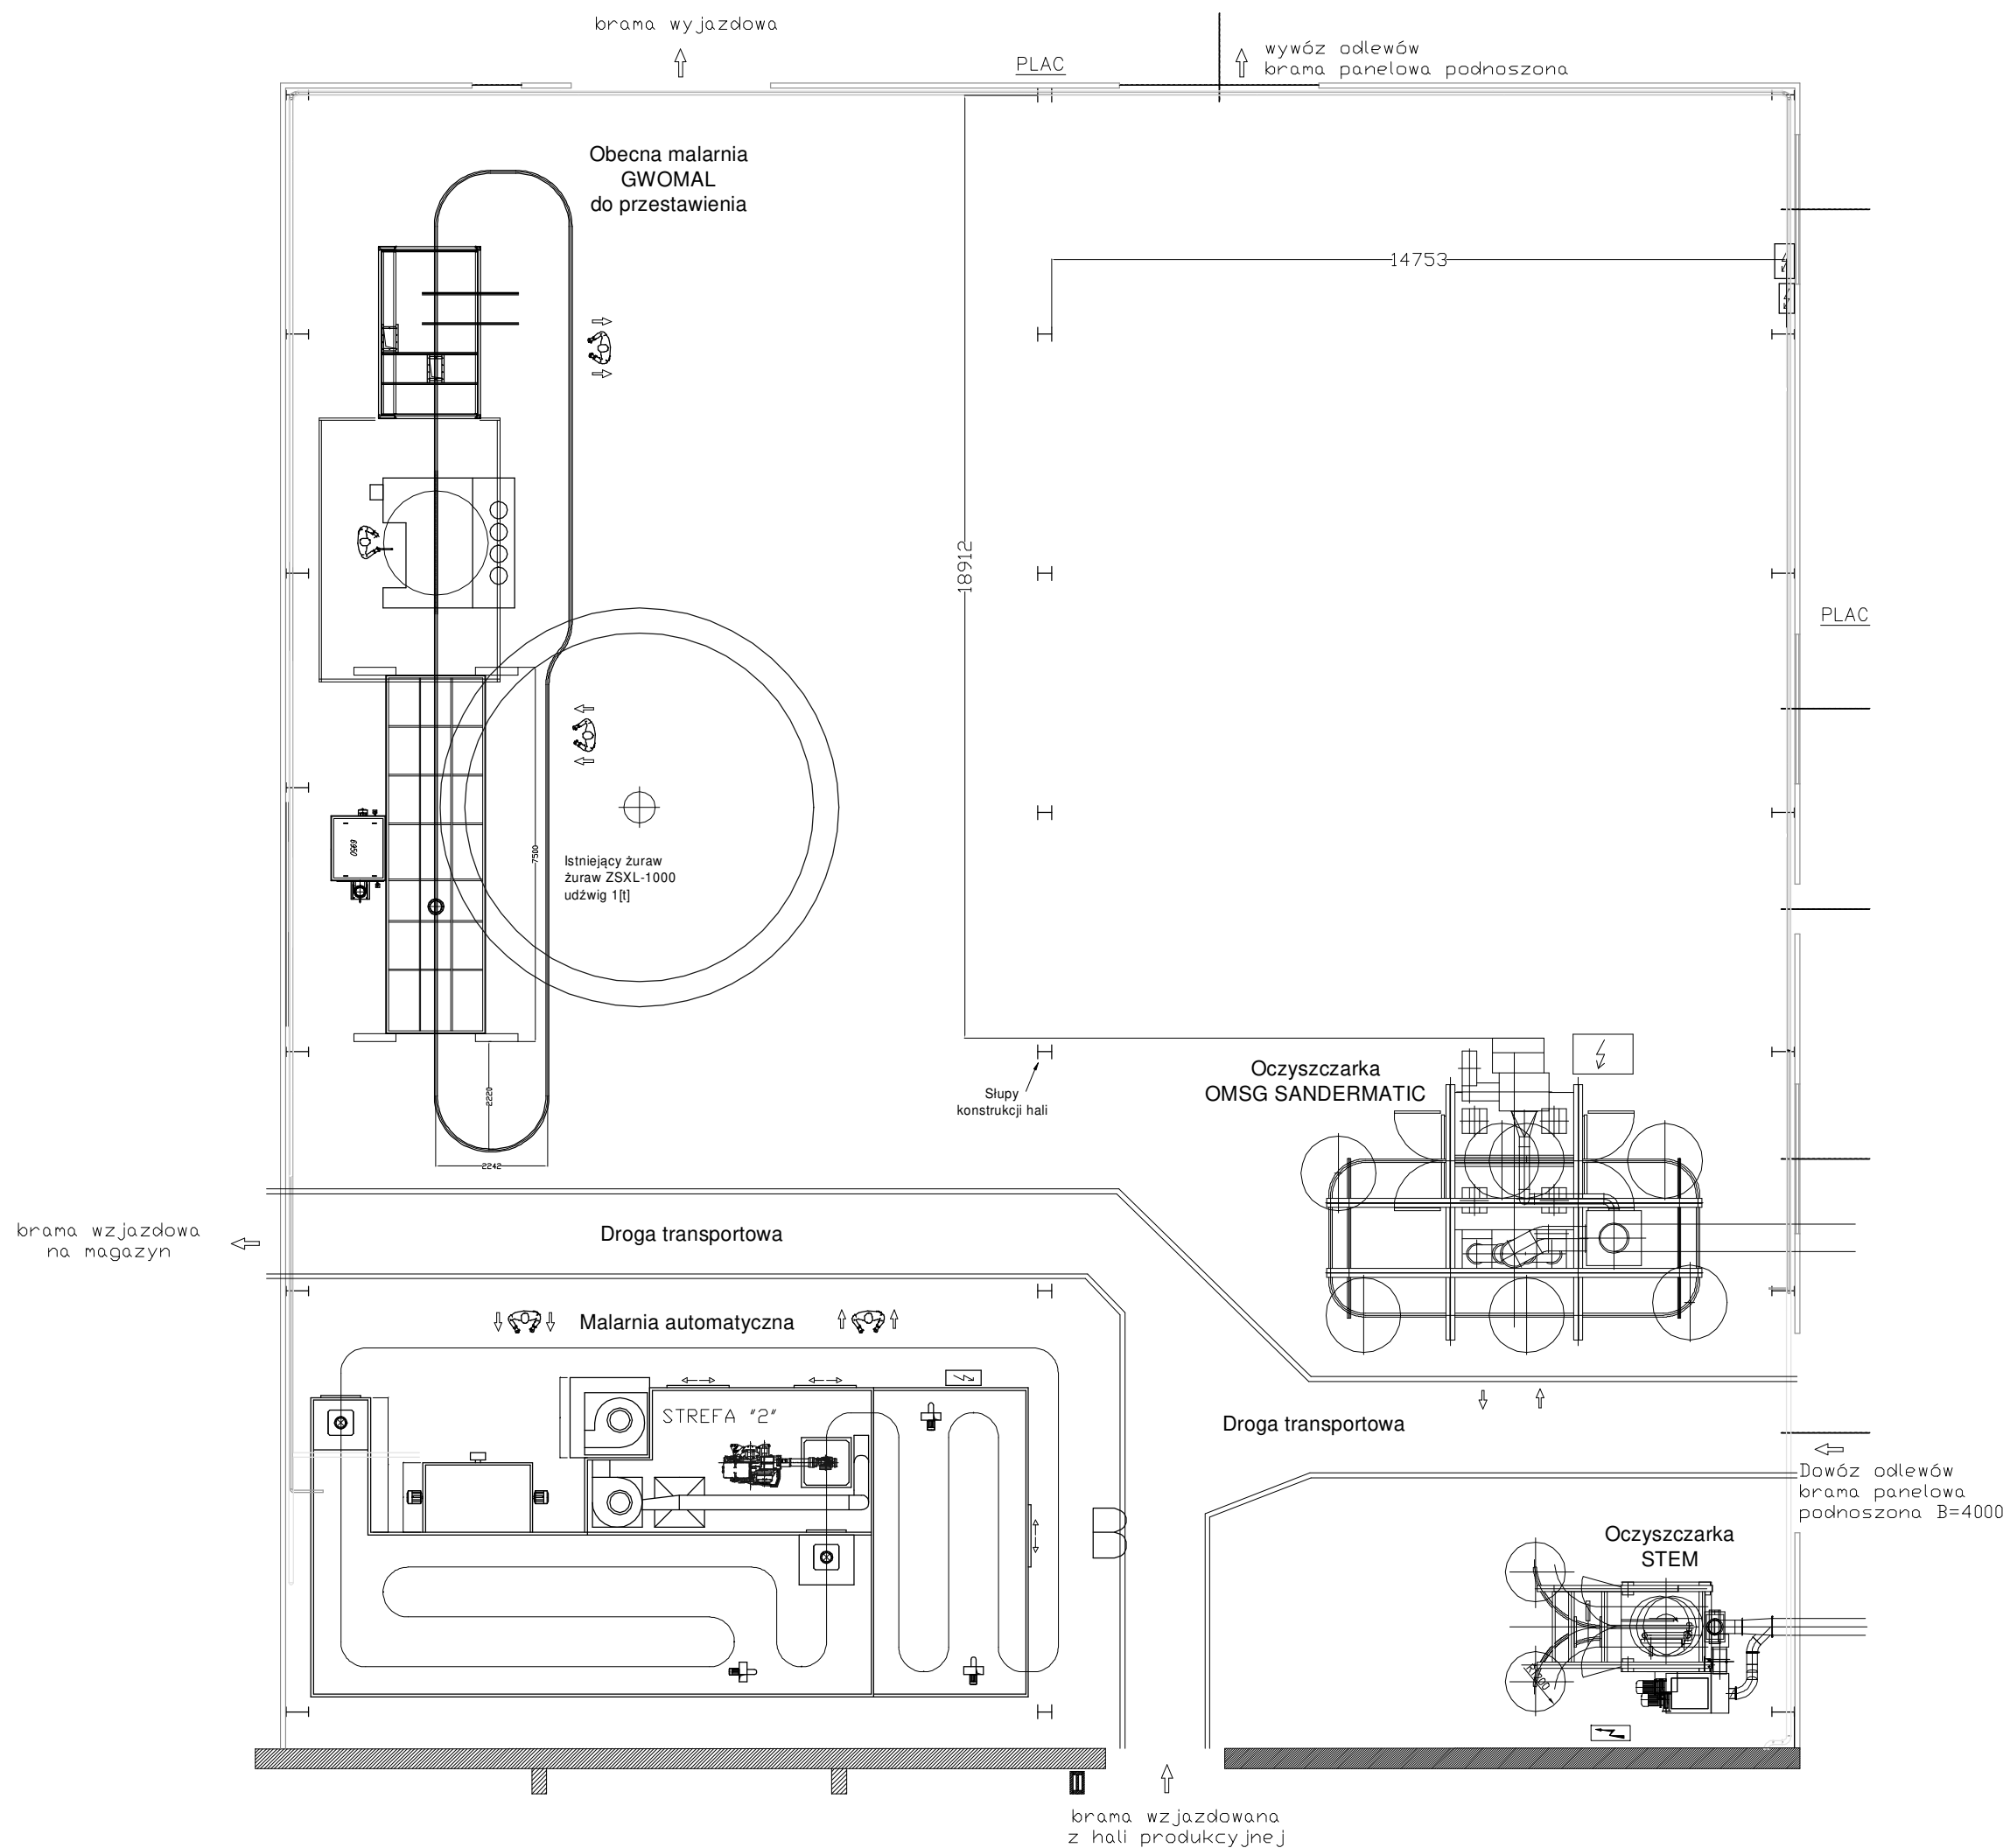 brama wyjazdowa
PLAC
wywóz odlewów
brama panelowa podnoszona
Obecna malarnia
GWOMAL
do przestawienia
14753
18912
PLAC
6950
7500
Istniejący żuraw
żuraw ZSXL-1000
udźwig 1[t]
2220
2242
Słupy
konstrukcji hali
Oczyszczarka
OMSG SANDERMATIC
brama wzjazdowa
na magazyn
Droga transportowa
Malarnia automatyczna
STREFA "2"
Droga transportowa
Dowóz odlewów
brama panelowa
podnoszona B=4000
Oczyszczarka
STEM
brama wzjazdowana
z hali produkcyjnej